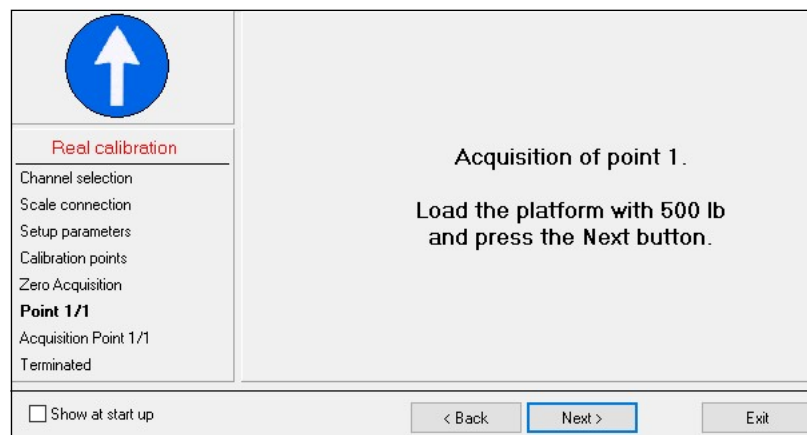 Real calibration
Channel selection
Scale connection
Setup parameters
Calibration points
Zero Acquisition
Point 1/1
Acquisition Point 1/1
Terminated
Acquisition of point 1.
Load the platform with 500 lb
and press the Next button.
Show at start up
< Back
Next >
Exit